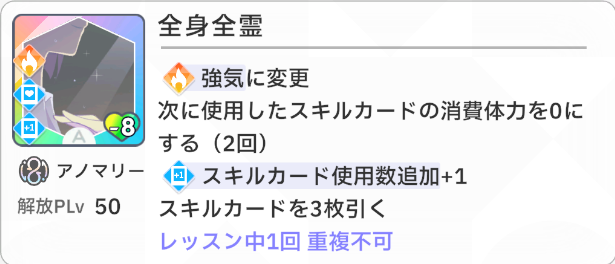 全身全霊
強気に変更
次に使用したスキルカードの消費体力を0に
する（2回）
スキルカード使用数追加+1
スキルカードを3枚引く
レッスン中1回 重複不可
+1
-8
A
アノマリー
解放PLv 50
+1